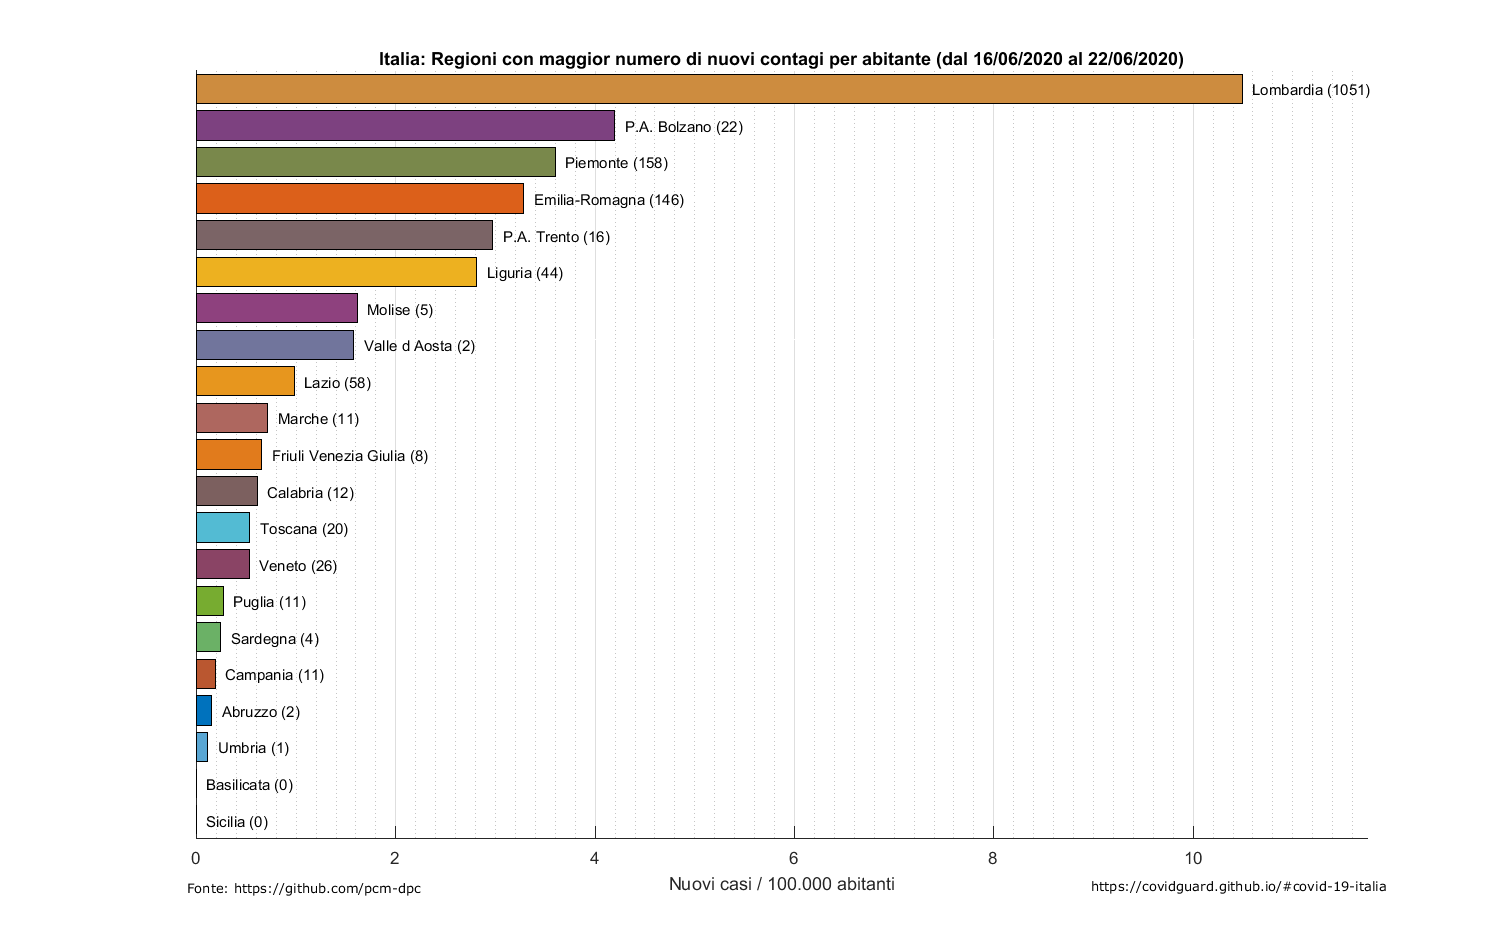 Italia: Regioni con maggior numero di nuovi contagi per abitante (dal 16/06/2020 al 22/06/2020)
Lombardia (1051)
P.A. Bolzano (22)
Piemonte (158)
Emilia-Romagna (146)
P.A. Trento (16)
Liguria (44)
Molise (5)
Valle d Aosta (2)
Lazio (58)
Marche (11)
Friuli Venezia Giulia (8)
Calabria (12)
Toscana (20)
Veneto (26)
Puglia (11)
Sardegna (4)
Campania (11)
Abruzzo (2)
Umbria (1)
Basilicata (0)
Sicilia (0)
0 2 4 6 8 10
Nuovi casi / 100.000 abitanti
Fonte: https://github.com/pcm-dpc
https://covidguard.github.io/#covid-19-italia